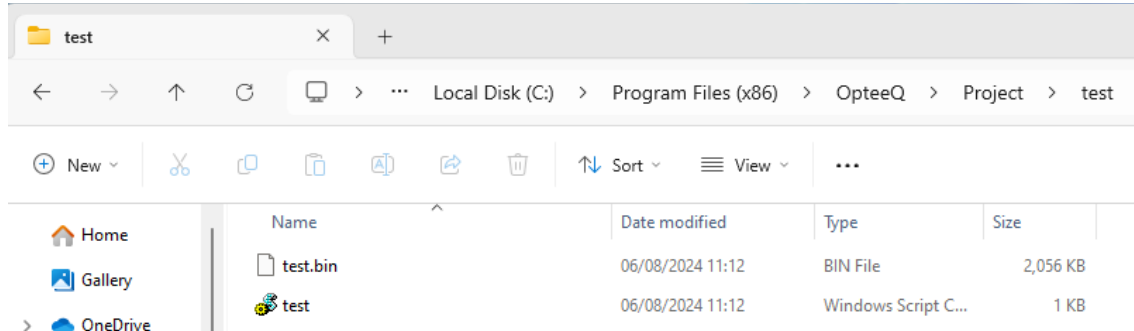 test
··· Local Disk (C:) > Program Files (x86) > OpteeQ > Project > test
New Sort View ···
Name Date modified Type Size
Home
Gallery
OneDrive
test.bin 06/08/2024 11:12 BIN File 2,056 KB
test 06/08/2024 11:12 Windows Script C... 1 KB